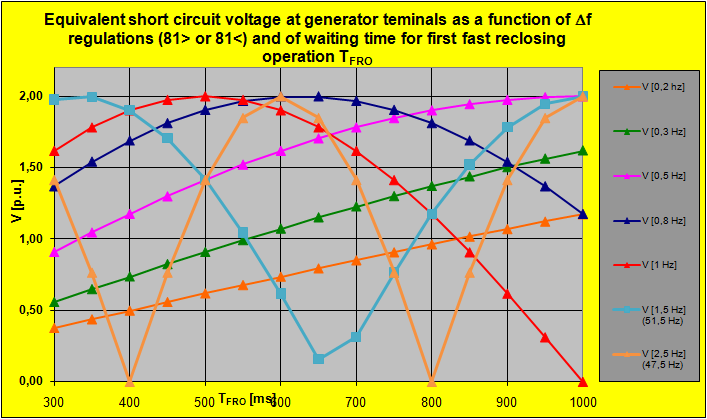 Equivalent short circuit voltage at generator teminals as a function of Δf
regulations (81> or 81<) and of waiting time for first fast reclosing
operation TFRO
2,00
1,50
1,00
0,50
0,00
V [p.u.]
300 400 500 600 700 800 900 1000
TFRO [ms]
V [0,2 hz]
V [0,3 Hz]
V [0,5 Hz]
V [0,8 Hz]
V [1 Hz]
V [1,5 Hz]
(51,5 Hz)
V [2,5 Hz]
(47,5 Hz)